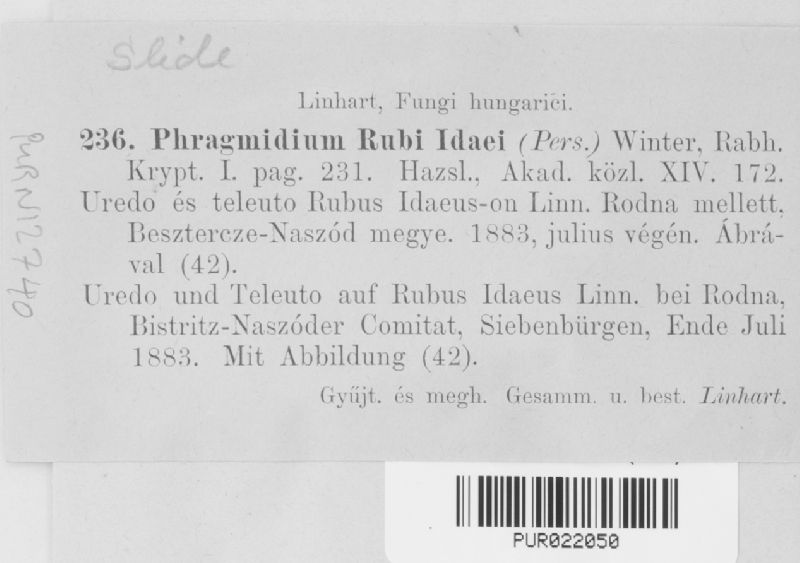 Slide
Linhart, Fungi hungarici.
236. Phragmidium Rubi Idaei (Pers.) Winter, Rabh.
Krypt. I. pag. 231. Hazsl., Akad. közl. XIV. 172.
Uredo és teleuto Rubus Idaeus-on Linn. Rodna mellett,
Besztercze-Naszód megye. 1883, julius végén. Ábrá-
val (42).
Uredo und Teleuto auf Rubus Idaeus Linn. bei Rodna,
Bistritz-Naszóder Comitat, Siebenbürgen, Ende Juli
1883. Mit Abbildung (42).
Gyűjt. és megh. Gesamm. u. best. Linhart.
PUR N12740
PUR022050